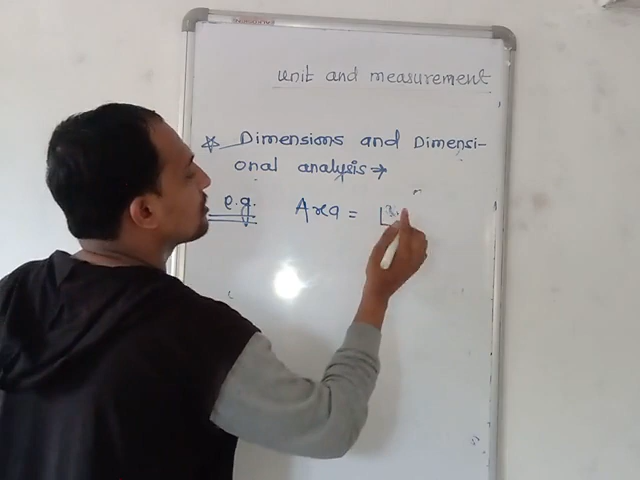 unit and measurement
☆ Dimensions and Dimensi-
onal analysis →
e.g. Area = L